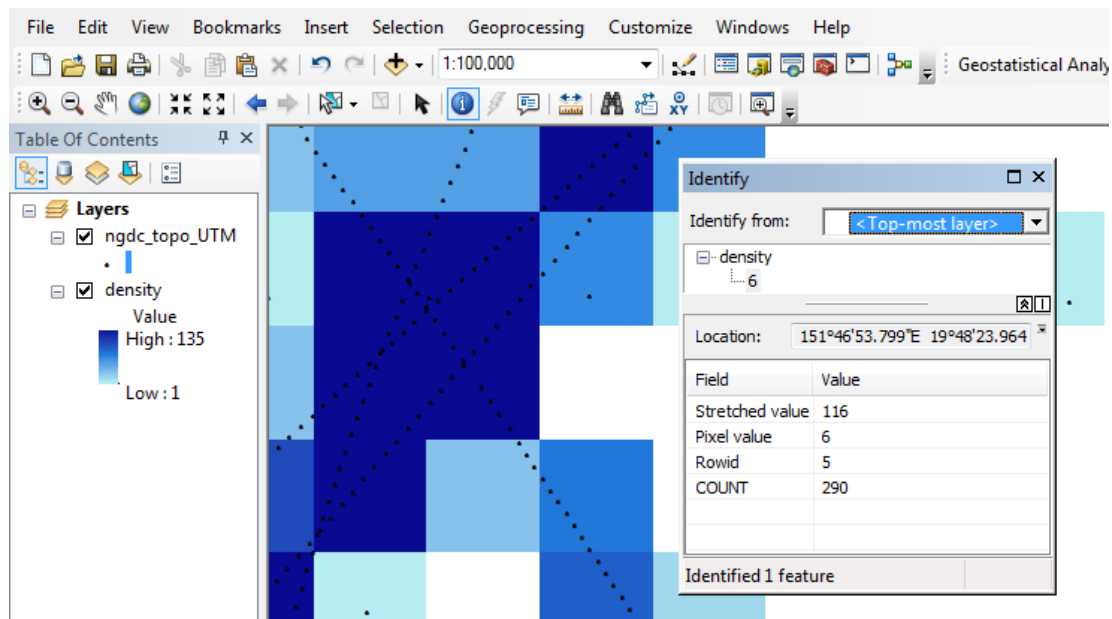 File Edit View Bookmarks Insert Selection Geoprocessing Customize Windows Help
1:100,000 Geostatistical Analy
XY
Table Of Contents
Layers
ngdc_topo_UTM
density
Value
High : 135
Low : 1
Identify
Identify from: <Top-most layer>
density
6
Location: 151°46'53.799"E 19°48'23.964
Field Value
Stretched value 116
Pixel value 6
Rowid 5
COUNT 290
Identified 1 feature